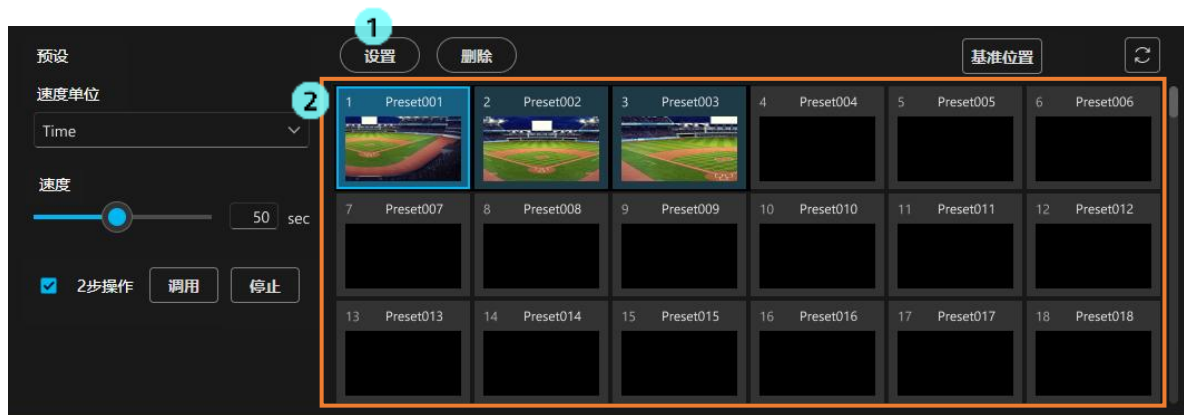 1
预设
设置
删除
基准位置
速度单位
2
Time
速度
50 sec
2步操作
调用
停止
1 Preset001
2 Preset002
3 Preset003
4 Preset004
5 Preset005
6 Preset006
7 Preset007
8 Preset008
9 Preset009
10 Preset010
11 Preset011
12 Preset012
13 Preset013
14 Preset014
15 Preset015
16 Preset016
17 Preset017
18 Preset018